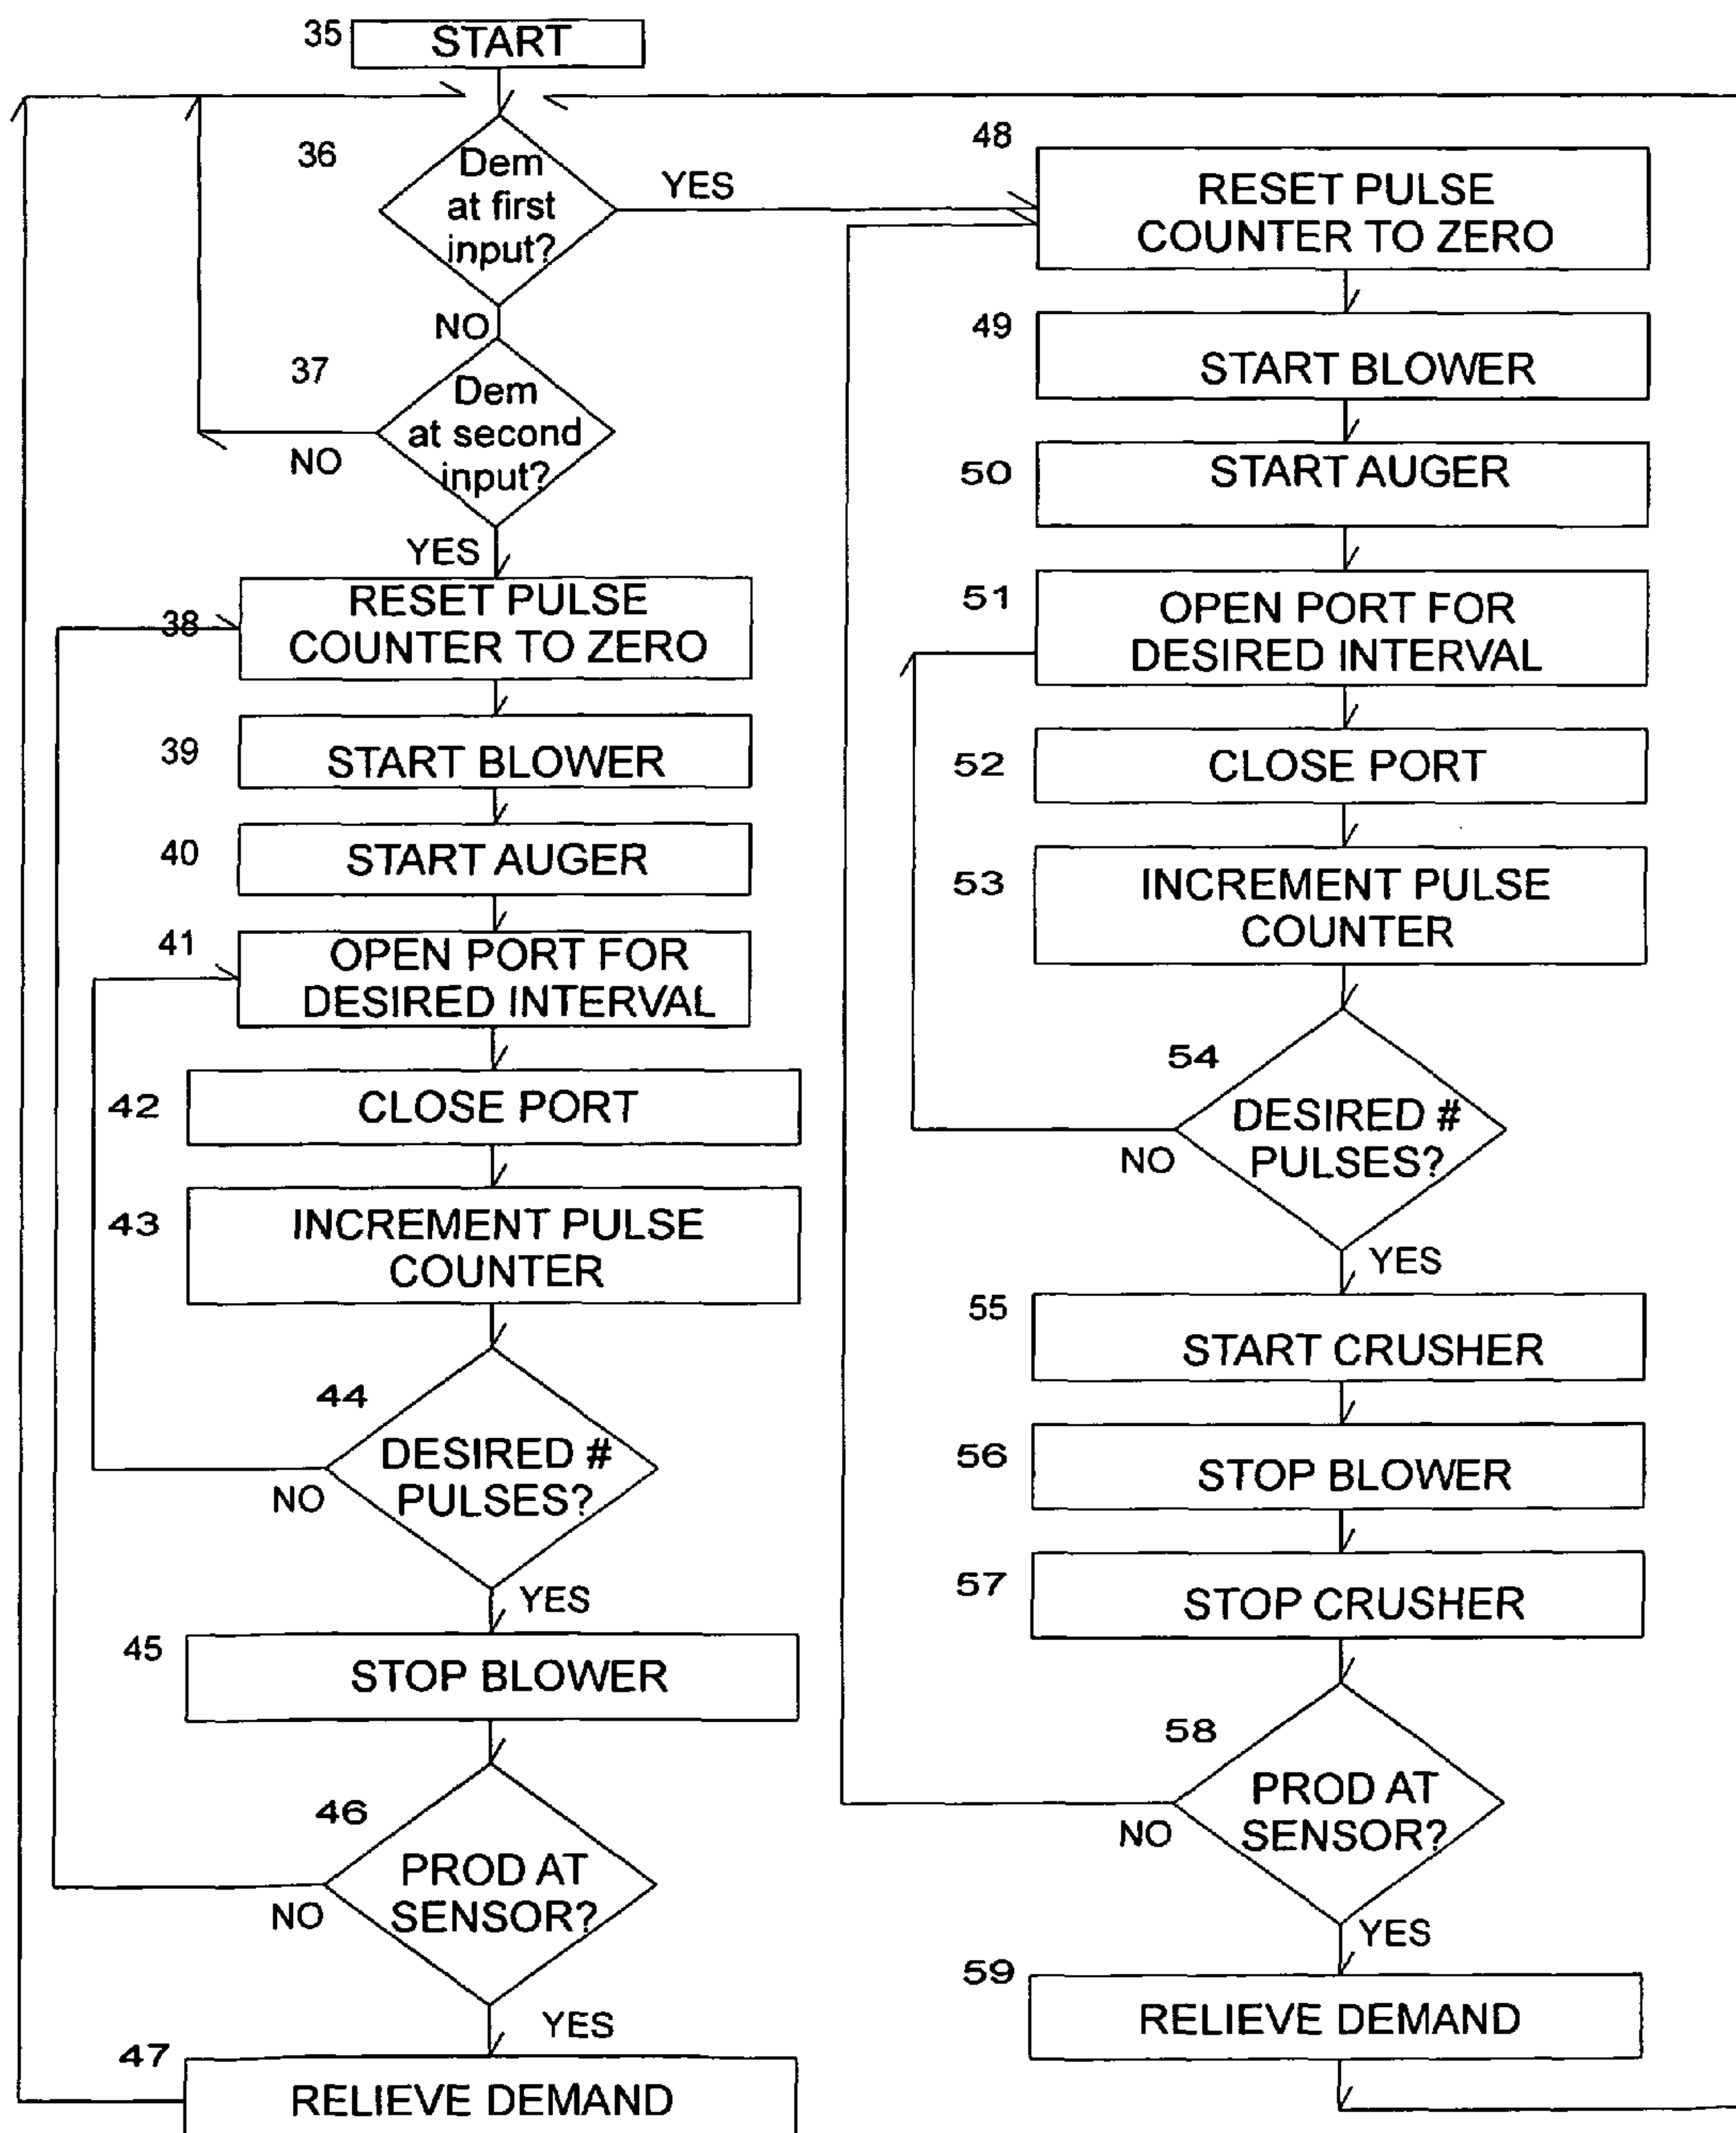 35
START
36
Dem
at first
input?
YES
NO
37
Dem
at second
input?
NO
YES
38
RESET PULSE
COUNTER TO ZERO
39
START BLOWER
40
START AUGER
41
OPEN PORT FOR
DESIRED INTERVAL
42
CLOSE PORT
43
INCREMENT PULSE
COUNTER
44
DESIRED #
PULSES?
NO
YES
45
STOP BLOWER
46
PROD AT
SENSOR?
NO
YES
47
RELIEVE DEMAND
48
RESET PULSE
COUNTER TO ZERO
49
START BLOWER
50
START AUGER
51
OPEN PORT FOR
DESIRED INTERVAL
52
CLOSE PORT
53
INCREMENT PULSE
COUNTER
54
DESIRED #
PULSES?
NO
YES
55
START CRUSHER
56
STOP BLOWER
57
STOP CRUSHER
58
PROD AT
SENSOR?
NO
YES
59
RELIEVE DEMAND